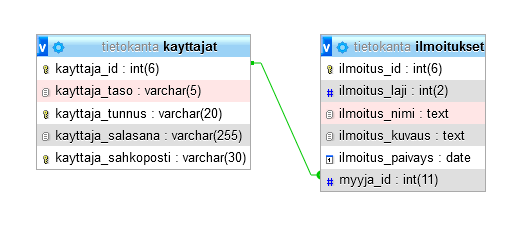 v tietokanta kayttajat
kayttaja_id : int(6)
kayttaja_taso : varchar(5)
kayttaja_tunnus : varchar(20)
kayttaja_salasana : varchar(255)
kayttaja_sahkoposti : varchar(30)
v tietokanta ilmoitukset
ilmoitus_id : int(6)
# ilmoitus_laji : int(2)
ilmoitus_nimi : text
ilmoitus_kuvaus : text
ilmoitus_paivays : date
# myyja_id : int(11)